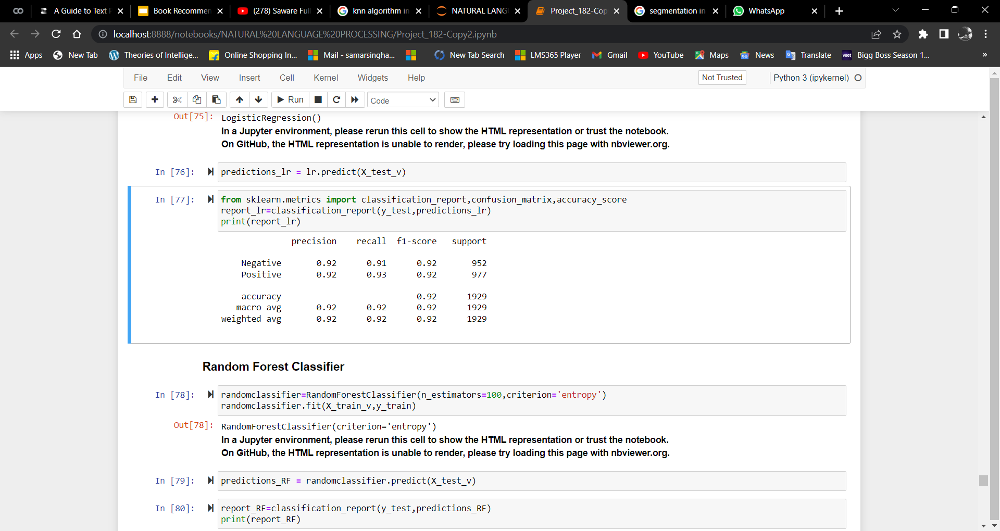 A Guide to Text P
Book Recommen
(278) Saware Full
knn algorithm in
NATURAL LANG
Project_182-Cop
segmentation in
WhatsApp
localhost:8888/notebooks/NATURAL%20LANGUAGE%20PROCESSING/Project_182-Copy2.ipynb
Apps
New Tab
Theories of Intellige...
Online Shopping In...
Mail - samarsingha...
New Tab Search
LMS365 Player
Gmail
YouTube
Maps
News
Translate
voot
Bigg Boss Season 1...
»
File Edit View Insert Cell Kernel Widgets Help
Not Trusted
Python 3 (ipykernel)
Run
Code
Out[75]: LogisticRegression()
In a Jupyter environment, please rerun this cell to show the HTML representation or trust the notebook.
On GitHub, the HTML representation is unable to render, please try loading this page with nbviewer.org.
In [76]: predictions_lr = lr.predict(X_test_v)
In [77]: from sklearn.metrics import classification_report,confusion_matrix,accuracy_score
report_lr=classification_report(y_test,predictions_lr)
print(report_lr)
precision recall f1-score support
Negative 0.92 0.91 0.92 952
Positive 0.92 0.93 0.92 977
accuracy 0.92 1929
macro avg 0.92 0.92 0.92 1929
weighted avg 0.92 0.92 0.92 1929
Random Forest Classifier
In [78]: randomclassifier=RandomForestClassifier(n_estimators=100,criterion='entropy')
randomclassifier.fit(X_train_v,y_train)
Out[78]: RandomForestClassifier(criterion='entropy')
In a Jupyter environment, please rerun this cell to show the HTML representation or trust the notebook.
On GitHub, the HTML representation is unable to render, please try loading this page with nbviewer.org.
In [79]: predictions_RF = randomclassifier.predict(X_test_v)
In [80]: report_RF=classification_report(y_test,predictions_RF)
print(report_RF)